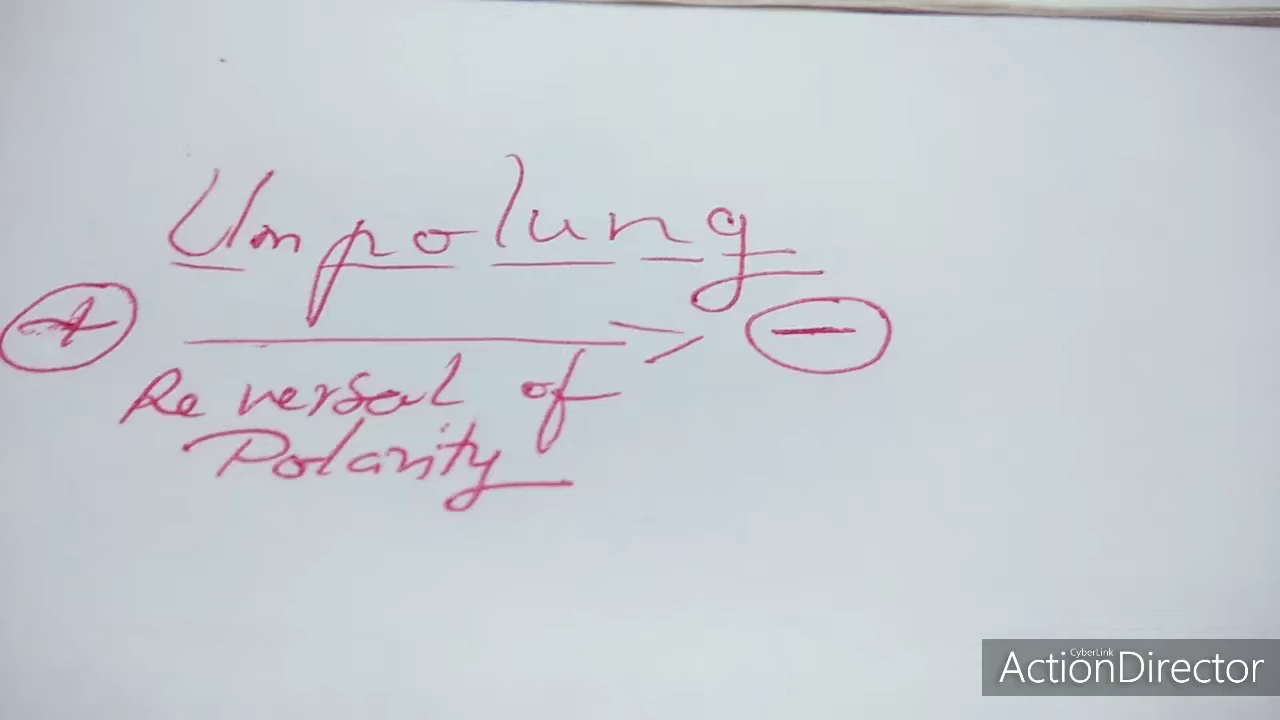 Umpolung
+ → −
Reversal of
Polarity
CyberLink
ActionDirector